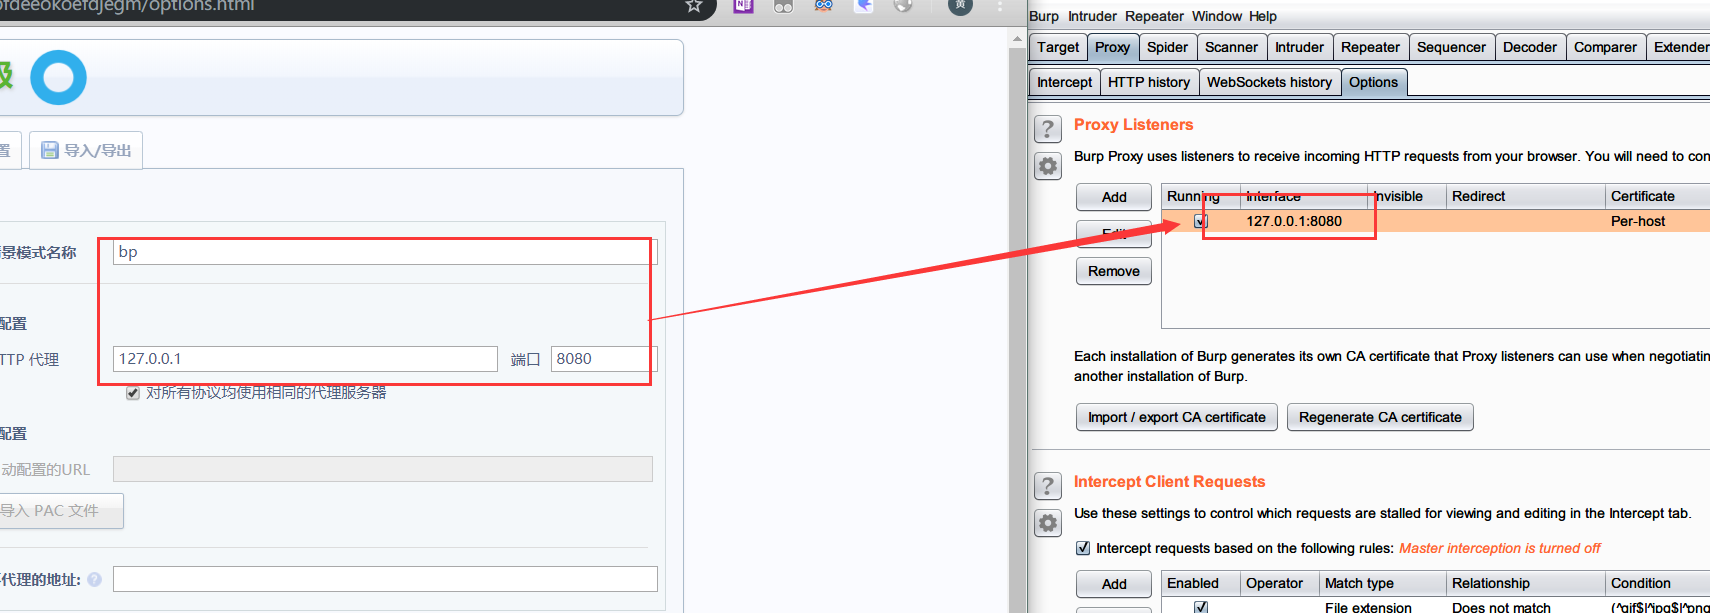 ofdeeokoefdjegm/options.html
级
置
导入/导出
景模式名称
bp
配置
TTP 代理
127.0.0.1
端口
8080
对所有协议均使用相同的代理服务器
配置
动配置的URL
导入 PAC 文件
代理的地址:
黄
Burp Intruder Repeater Window Help
Target Proxy Spider Scanner Intruder Repeater Sequencer Decoder Comparer Extender
Intercept HTTP history WebSockets history Options
Proxy Listeners
Burp Proxy uses listeners to receive incoming HTTP requests from your browser. You will need to con
Add
Edit
Remove
Running Interface Invisible Redirect Certificate
127.0.0.1:8080 Per-host
Each installation of Burp generates its own CA certificate that Proxy listeners can use when negotiatin
another installation of Burp.
Import / export CA certificate Regenerate CA certificate
Intercept Client Requests
Use these settings to control which requests are stalled for viewing and editing in the Intercept tab.
Intercept requests based on the following rules: Master interception is turned off
Add
Enabled Operator Match type Relationship Condition
File extension Does not match (^gif$|^jpg$|^png